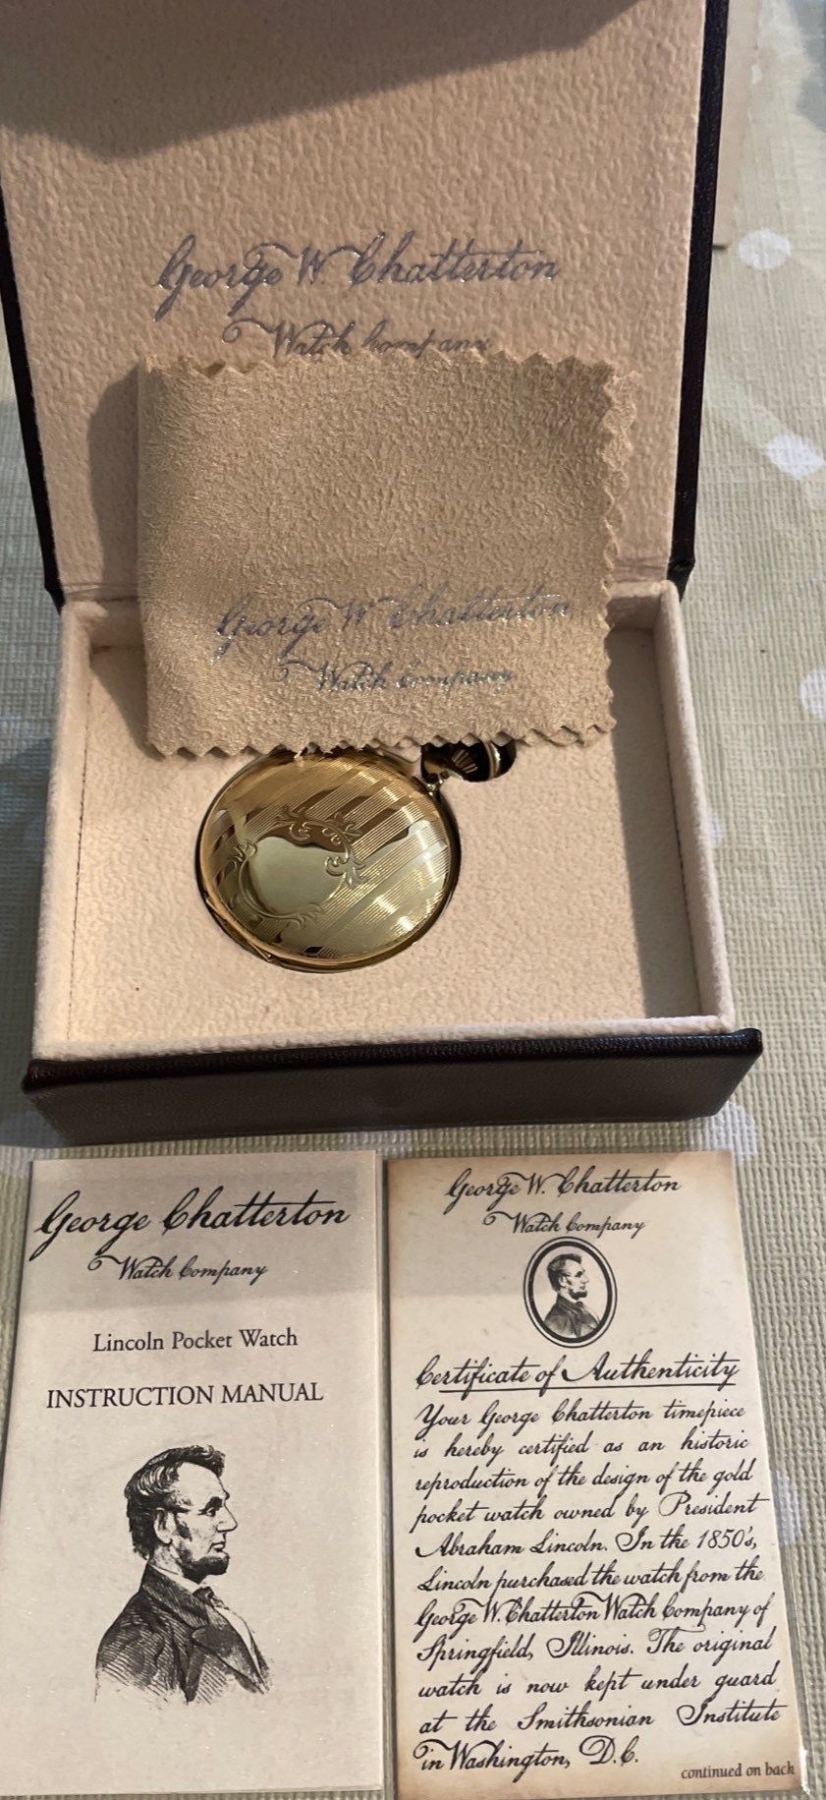 George W. Chatterton
Watch Company
George W. Chatterton
Watch Company
George Chatterton
Watch Company
Lincoln Pocket Watch
INSTRUCTION MANUAL
George W. Chatterton
Watch Company
Certificate of Authenticity
Your George Chatterton timepiece
is hereby certified as an historic
reproduction of the design of the gold
pocket watch owned by President
Abraham Lincoln. In the 1850's,
Lincoln purchased the watch from the
George W. Chatterton Watch Company of
Springfield, Illinois. The original
watch is now kept under guard
at the Smithsonian Institute
in Washington, D.C.
continued on back